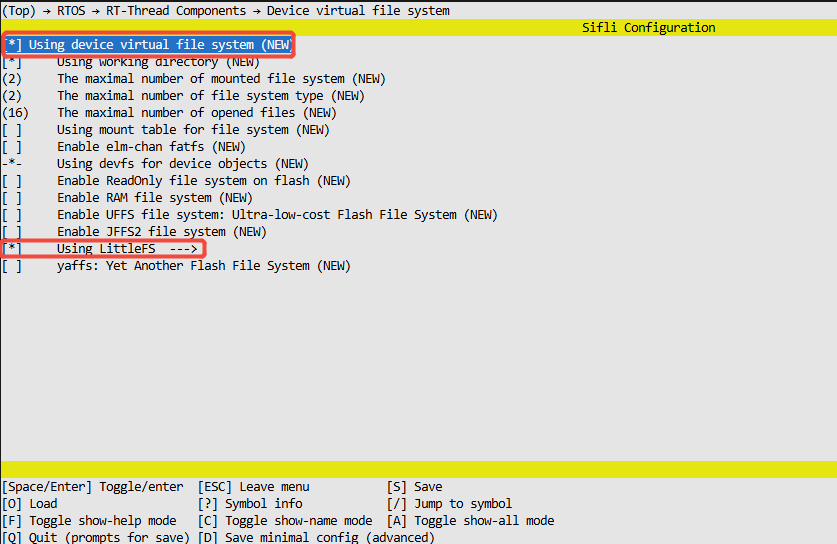 (Top) → RTOS → RT-Thread Components → Device virtual file system
Sifli Configuration
[*] Using device virtual file system (NEW)
[*]     Using working directory (NEW)
(2)     The maximal number of mounted file system (NEW)
(2)     The maximal number of file system type (NEW)
(16)    The maximal number of opened files (NEW)
[ ]     Using mount table for file system (NEW)
[ ]     Enable elm-chan fatfs (NEW)
-*-     Using devfs for device objects (NEW)
[ ]     Enable ReadOnly file system on flash (NEW)
[ ]     Enable RAM file system (NEW)
[ ]     Enable UFFS file system: Ultra-low-cost Flash File System (NEW)
[ ]     Enable JFFS2 file system (NEW)
[*]     Using LittleFS  --->
[ ]     yaffs: Yet Another Flash File System (NEW)
[Space/Enter] Toggle/enter  [ESC] Leave menu           [S] Save
[O] Load                    [?] Symbol info            [/] Jump to symbol
[F] Toggle show-help mode   [C] Toggle show-name mode  [A] Toggle show-all mode
[Q] Quit (prompts for save) [D] Save minimal config (advanced)